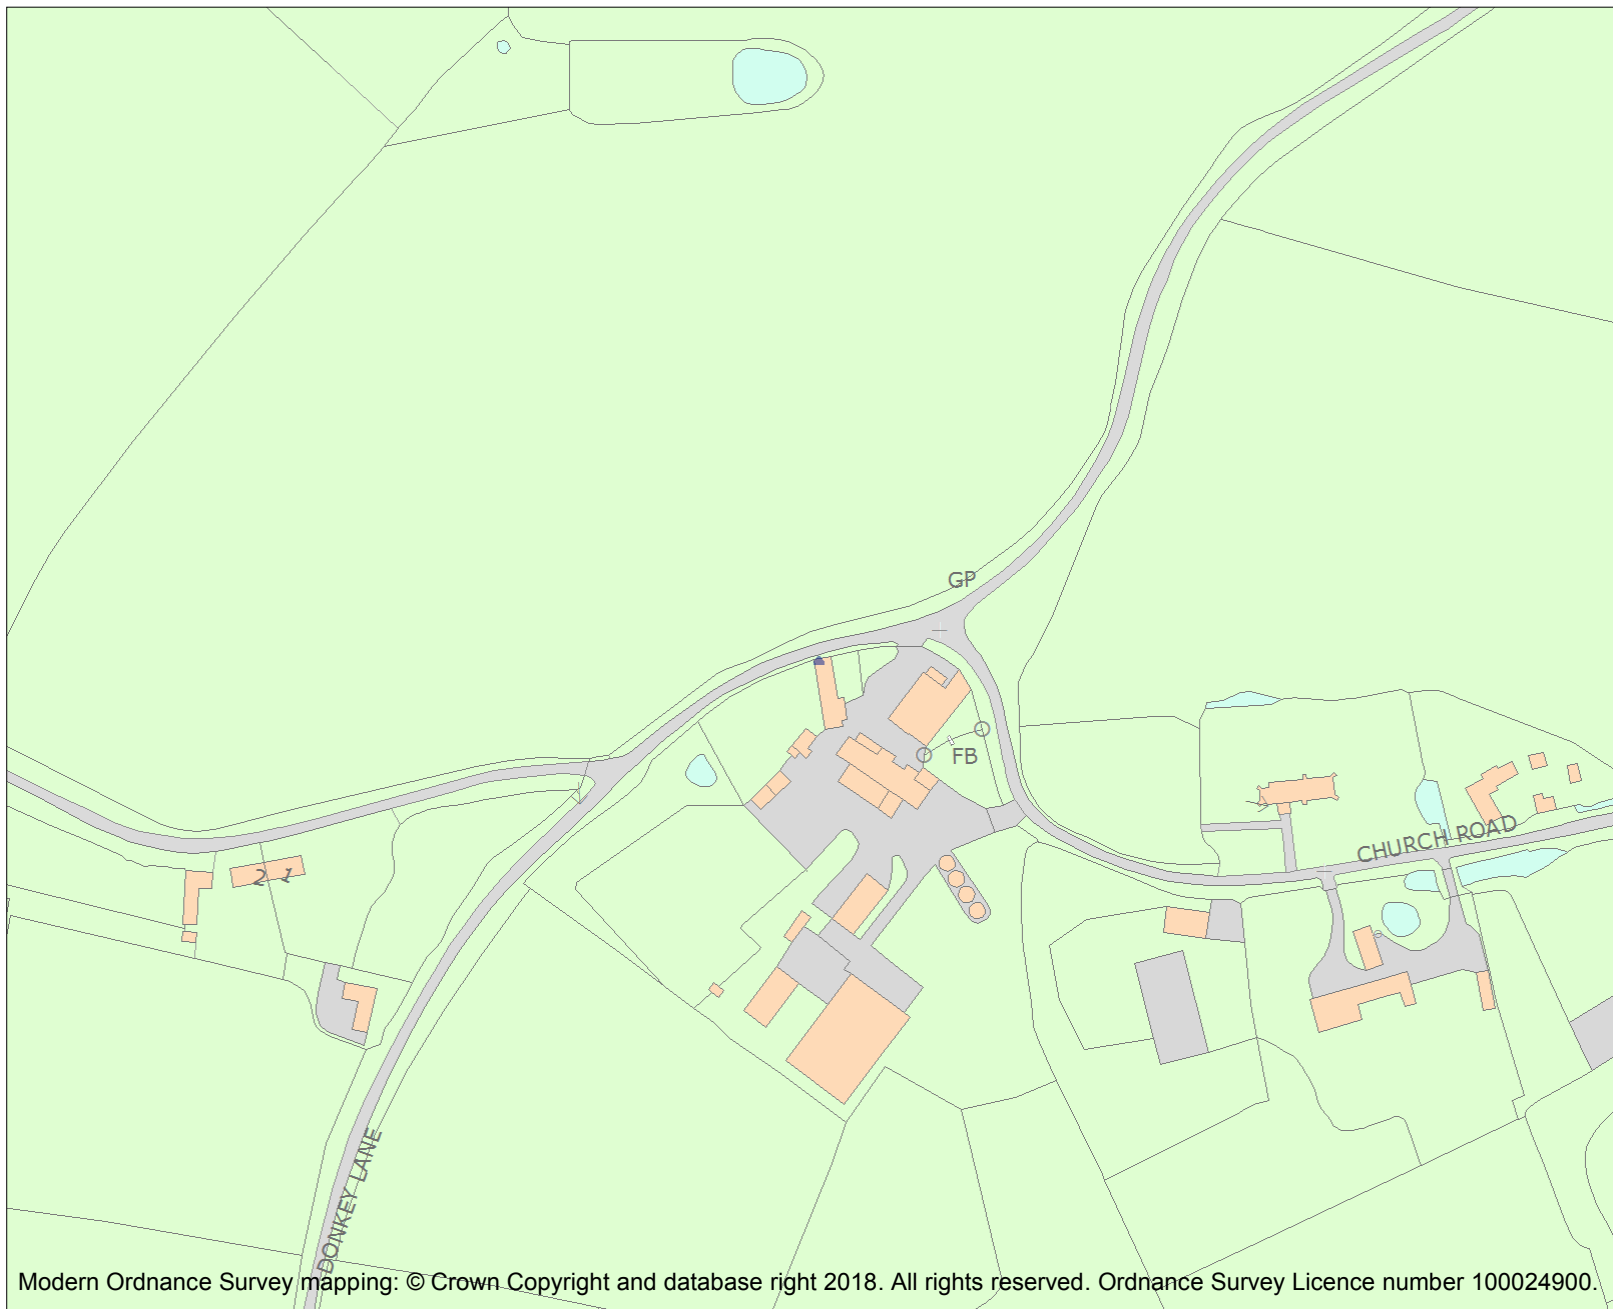 GP
FB
CHURCH ROAD
2 1
DONKEY LANE
Modern Ordnance Survey mapping: © Crown Copyright and database right 2018. All rights reserved. Ordnance Survey Licence number 100024900.